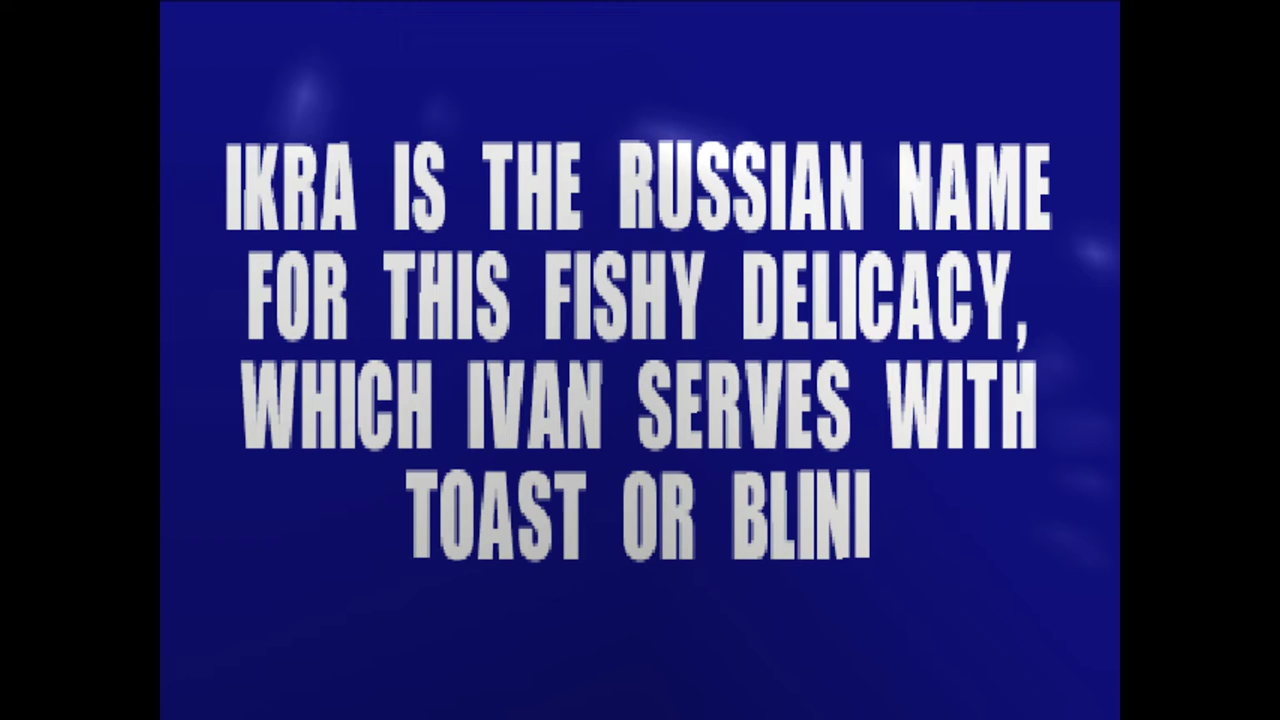 IKRA IS THE RUSSIAN NAME
FOR THIS FISHY DELICACY,
WHICH IVAN SERVES WITH
TOAST OR BLINI